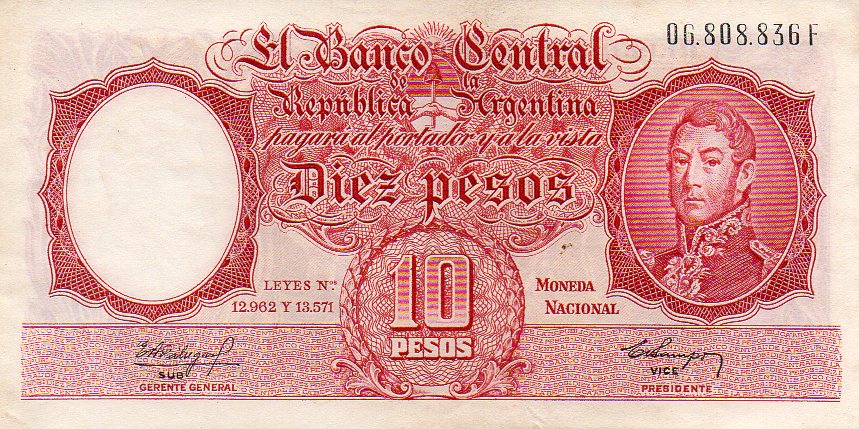 06.808.836 F
El Banco Central
de la
República Argentina
pagará al portador y a la vista
Diez pesos
LEYES Nos
12.962 Y 13.571
10
PESOS
MONEDA
NACIONAL
SUB
GERENTE GENERAL
VICE
PRESIDENTE